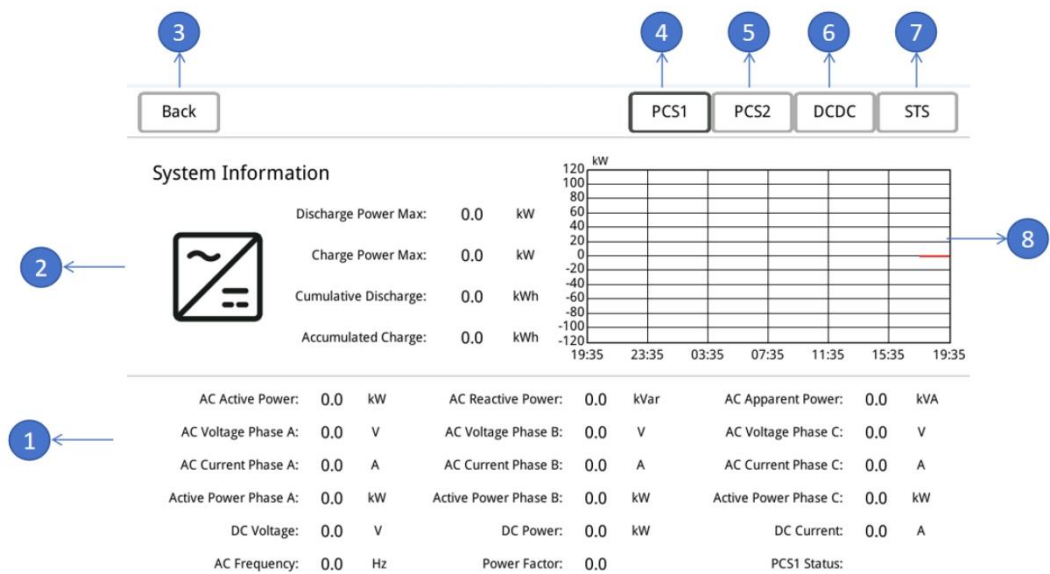 3 4 5 6 7
Back PCS1 PCS2 DCDC STS
System Information
Discharge Power Max: 0.0 kW
Charge Power Max: 0.0 kW
Cumulative Discharge: 0.0 kWh
Accumulated Charge: 0.0 kWh
2
kW
120
100
80
60
40
20
0
-20
-40
-60
-80
-100
-120
19:35 23:35 03:35 07:35 11:35 15:35 19:35
8
AC Active Power: 0.0 kW AC Reactive Power: 0.0 kVar AC Apparent Power: 0.0 kVA
1
AC Voltage Phase A: 0.0 V AC Voltage Phase B: 0.0 V AC Voltage Phase C: 0.0 V
AC Current Phase A: 0.0 A AC Current Phase B: 0.0 A AC Current Phase C: 0.0 A
Active Power Phase A: 0.0 kW Active Power Phase B: 0.0 kW Active Power Phase C: 0.0 kW
DC Voltage: 0.0 V DC Power: 0.0 kW DC Current: 0.0 A
AC Frequency: 0.0 Hz Power Factor: 0.0 PCS1 Status: